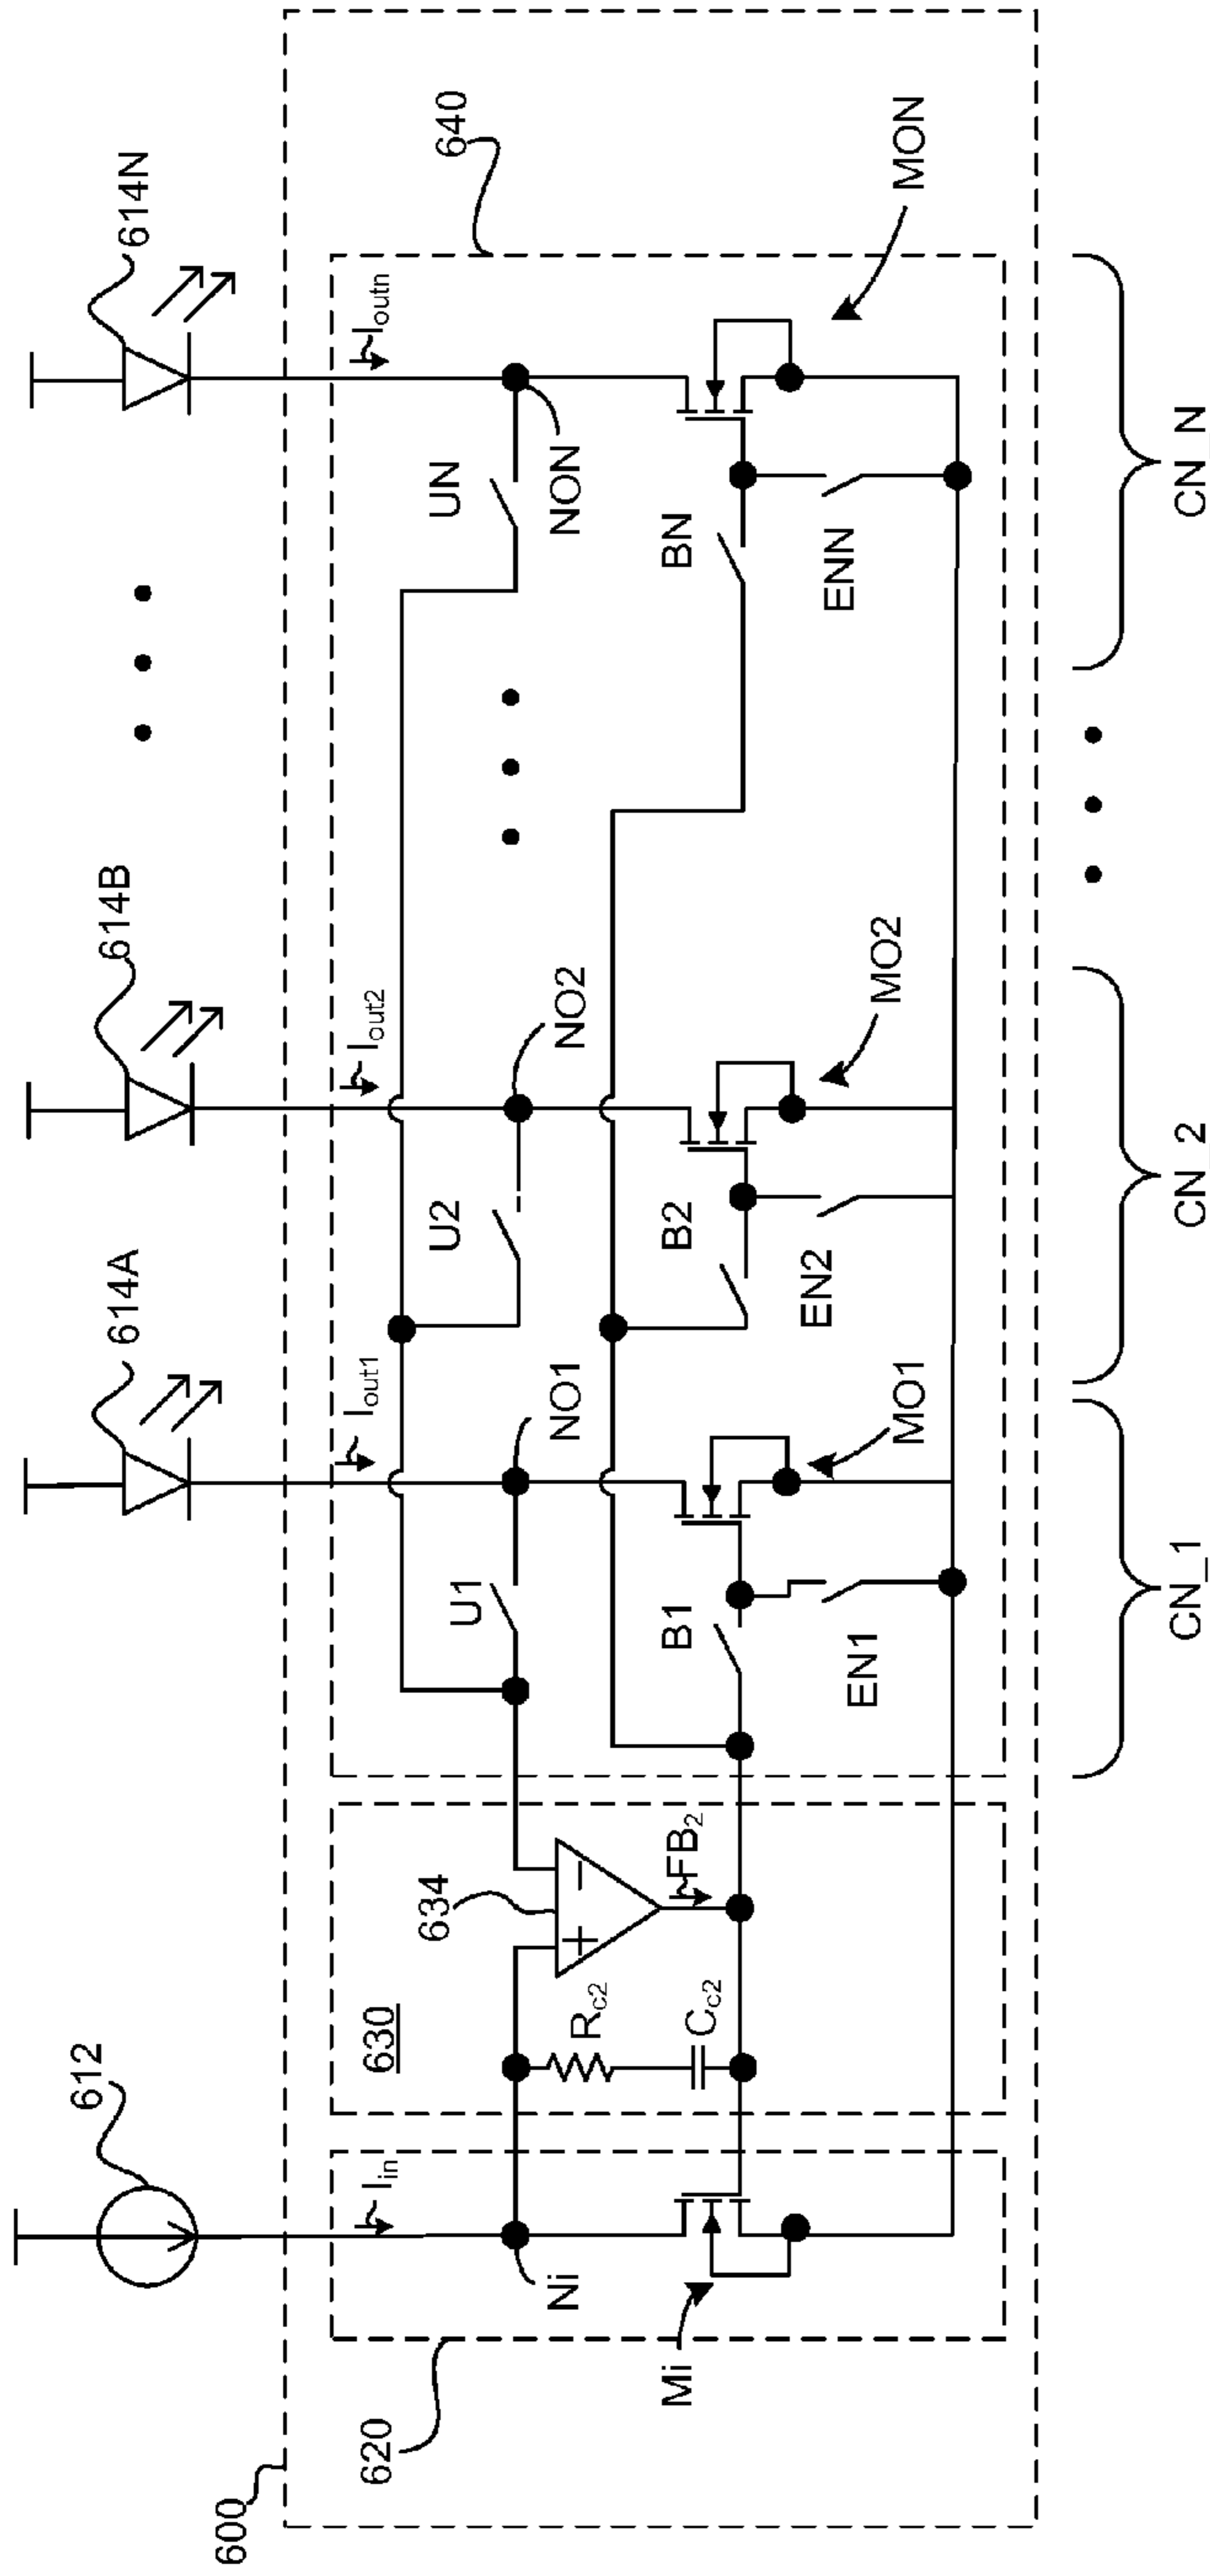 600
620
612
Iin
Ni
Mi
630
634
Rc2
Cc2
+
−
FB2
640
614A
Iout1
U1
NO1
B1
EN1
MO1
CN_1
614B
Iout2
U2
NO2
B2
EN2
MO2
CN_2
614N
Ioutn
UN
NON
BN
ENN
MON
CN_N